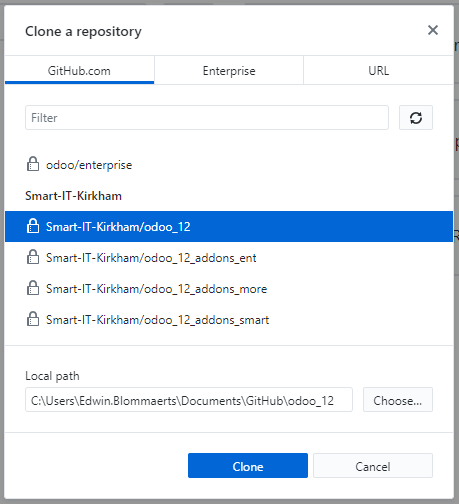 Clone a repository
GitHub.com Enterprise URL
Filter
odoo/enterprise
Smart-IT-Kirkham
Smart-IT-Kirkham/odoo_12
Smart-IT-Kirkham/odoo_12_addons_ent
Smart-IT-Kirkham/odoo_12_addons_more
Smart-IT-Kirkham/odoo_12_addons_smart
Local path
C:\Users\Edwin.Blommaerts\Documents\GitHub\odoo_12 Choose...
Clone Cancel